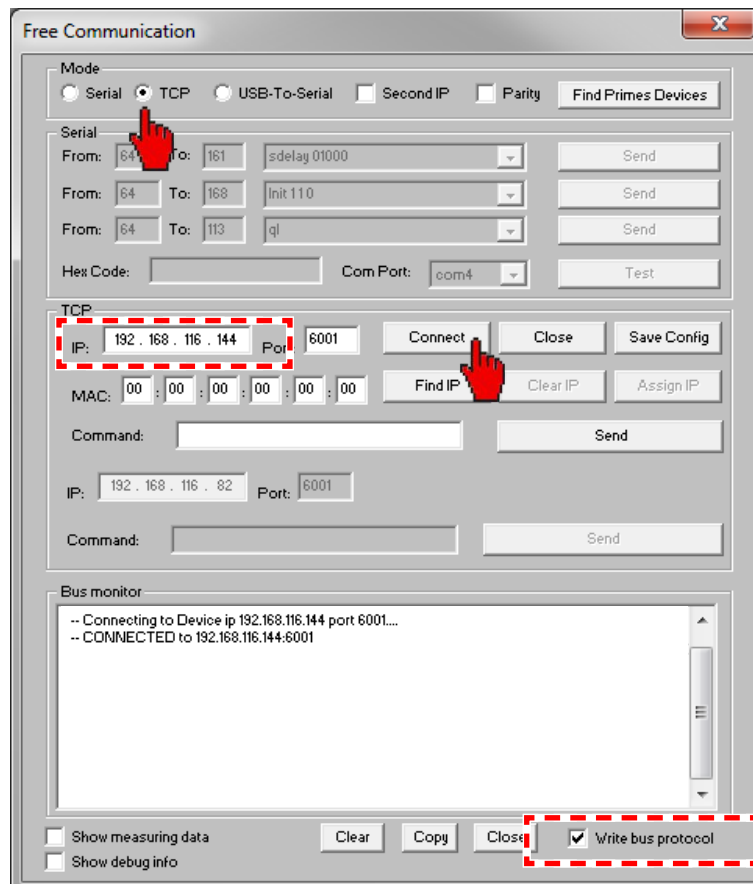 Free Communication
Mode
Serial TCP USB-To-Serial Second IP Parity Find Primes Devices
Serial
From: 64 To: 161 sdelay 01000 Send
From: 64 To: 168 Init 110 Send
From: 64 To: 113 ql Send
Hex Code: Com Port: com4 Test
TCP
IP: 192 . 168 . 116 . 144 Por 6001 Connect Close Save Config
MAC: 00 : 00 : 00 : 00 : 00 : 00 Find IP Clear IP Assign IP
Command: Send
IP: 192 . 168 . 116 . 82 Port: 6001
Command: Send
Bus monitor
-- Connecting to Device ip 192.168.116.144 port 6001....
-- CONNECTED to 192.168.116.144:6001
Show measuring data Clear Copy Close Write bus protocol
Show debug info